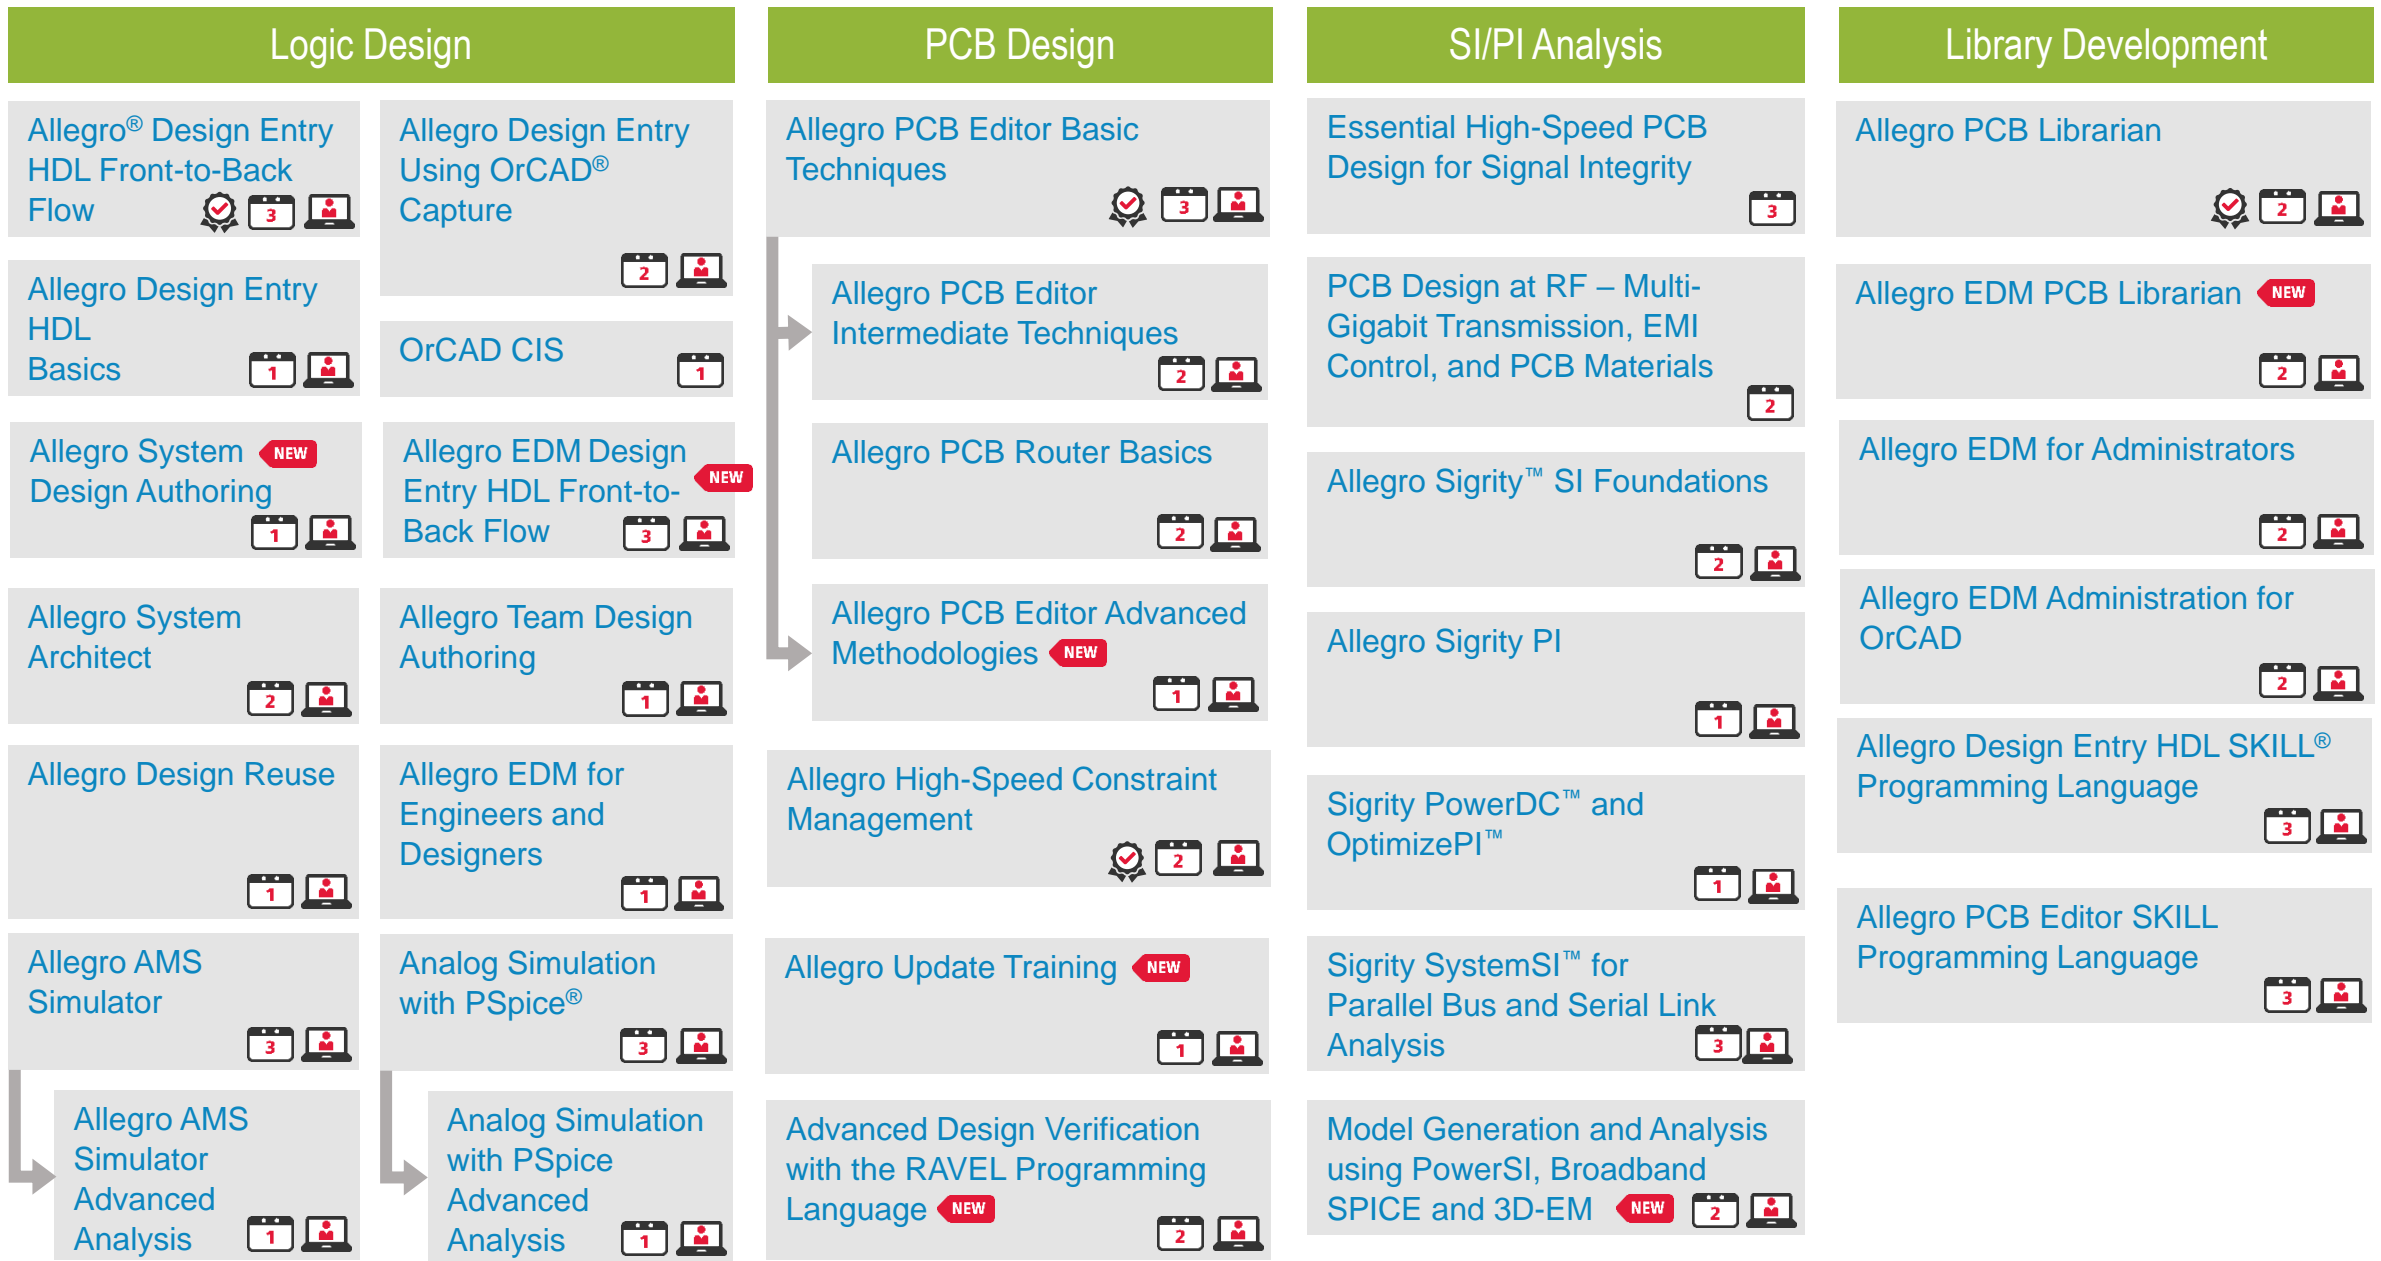 Logic Design
Allegro® Design Entry
HDL Front-to-Back
Flow
3
Allegro Design Entry
HDL
Basics
1
Allegro System NEW
Design Authoring
1
Allegro System
Architect
2
Allegro Design Reuse
1
Allegro AMS
Simulator
3
Allegro AMS
Simulator
Advanced
Analysis
1
Allegro Design Entry
Using OrCAD®
Capture
2
OrCAD CIS
1
Allegro EDM Design
Entry HDL Front-to-
Back Flow
NEW
3
Allegro Team Design
Authoring
1
Allegro EDM for
Engineers and
Designers
1
Analog Simulation
with PSpice®
3
Analog Simulation
with PSpice
Advanced
Analysis
1
PCB Design
Allegro PCB Editor Basic
Techniques
3
Allegro PCB Editor
Intermediate Techniques
2
Allegro PCB Router Basics
2
Allegro PCB Editor Advanced
Methodologies NEW
1
Allegro High-Speed Constraint
Management
2
Allegro Update Training NEW
1
Advanced Design Verification
with the RAVEL Programming
Language NEW
2
SI/PI Analysis
Essential High-Speed PCB
Design for Signal Integrity
3
PCB Design at RF – Multi-
Gigabit Transmission, EMI
Control, and PCB Materials
2
Allegro Sigrity™ SI Foundations
2
Allegro Sigrity PI
1
Sigrity PowerDC™ and
OptimizePI™
1
Sigrity SystemSI™ for
Parallel Bus and Serial Link
Analysis
3
Model Generation and Analysis
using PowerSI, Broadband
SPICE and 3D-EM NEW
2
Library Development
Allegro PCB Librarian
2
Allegro EDM PCB Librarian NEW
2
Allegro EDM for Administrators
2
Allegro EDM Administration for
OrCAD
2
Allegro Design Entry HDL SKILL®
Programming Language
3
Allegro PCB Editor SKILL
Programming Language
3